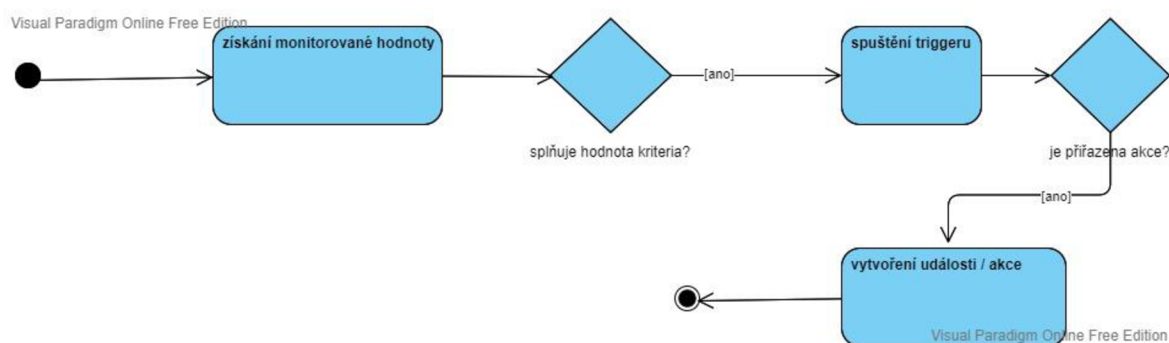 Visual Paradigm Online Free Edition
získání monitorované hodnoty
spuštění triggeru
[ano]
splňuje hodnota kriteria?
je přiřazena akce?
[ano]
vytvoření události / akce
Visual Paradigm Online Free Edition